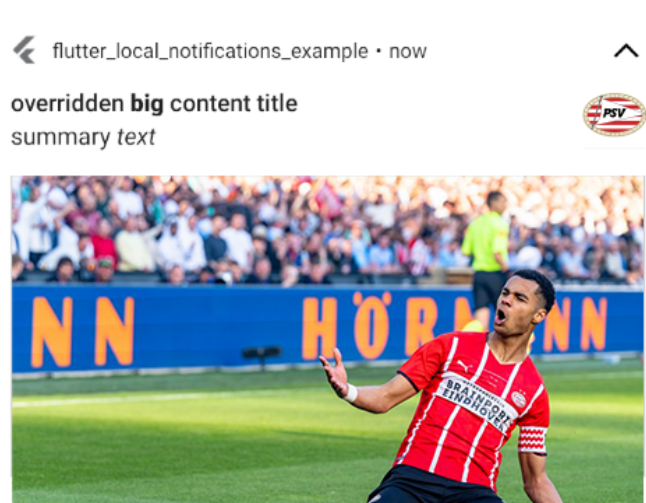 flutter_local_notifications_example • now
overridden big content title
summary text
PSV
NN
HÖRM NN
BRAINPORT
EINDHOVEN